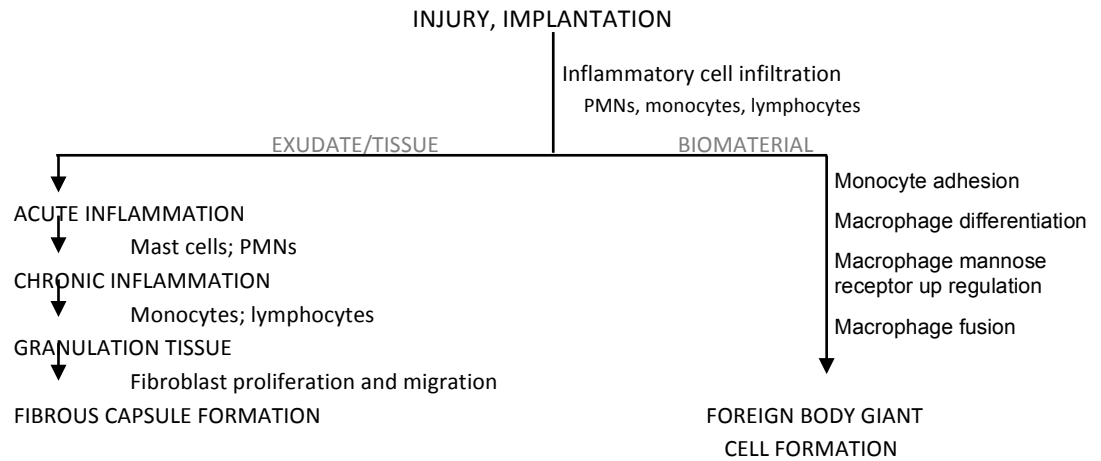 INJURY, IMPLANTATION
Inflammatory cell infiltration
PMNs, monocytes, lymphocytes
EXUDATE/TISSUE
BIOMATERIAL
ACUTE INFLAMMATION
Mast cells; PMNs
CHRONIC INFLAMMATION
Monocytes; lymphocytes
GRANULATION TISSUE
Fibroblast proliferation and migration
FIBROUS CAPSULE FORMATION
Monocyte adhesion
Macrophage differentiation
Macrophage mannose
receptor up regulation
Macrophage fusion
FOREIGN BODY GIANT
CELL FORMATION